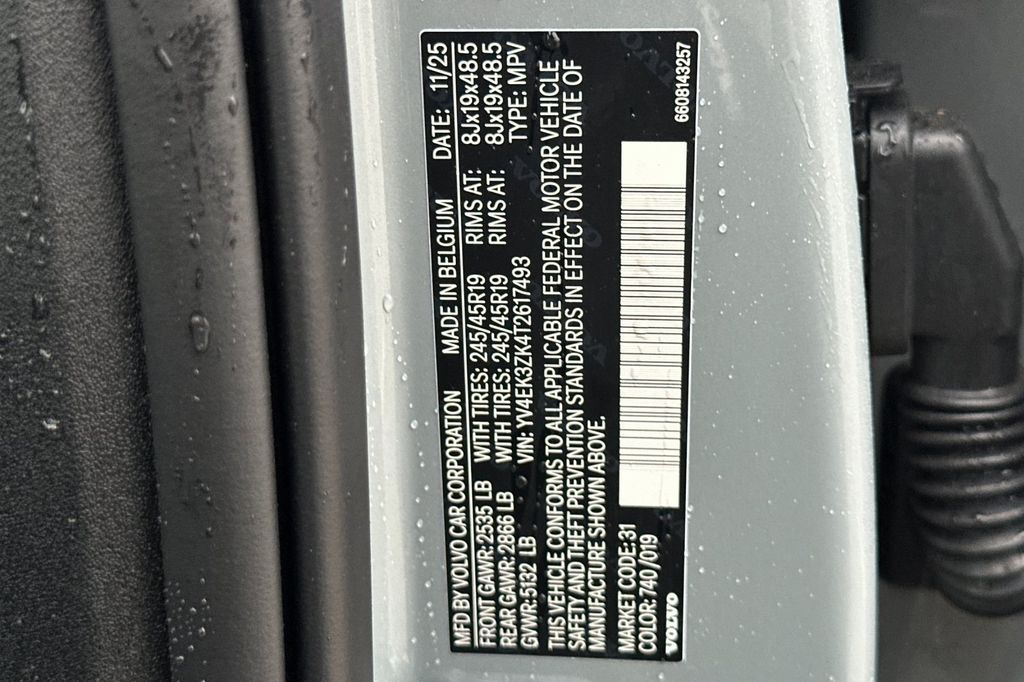 MFD BY VOLVO CAR CORPORATION MADE IN BELGIUM DATE: 11/25
FRONT GAWR:2535 LB WITH TIRES: 245/45R19 RIMS AT: 8Jx19x48.5
REAR GAWR:2866 LB WITH TIRES: 245/45R19 RIMS AT: 8Jx19x48.5
GVWR:5132 LB VIN: YV4EK3ZK4T2617493 TYPE: MPV
THIS VEHICLE CONFORMS TO ALL APPLICABLE FEDERAL MOTOR VEHICLE
SAFETY AND THEFT PREVENTION STANDARDS IN EFFECT ON THE DATE OF
MANUFACTURE SHOWN ABOVE.
MARKET CODE:31
COLOR:740/019
VOLVO
6608143257